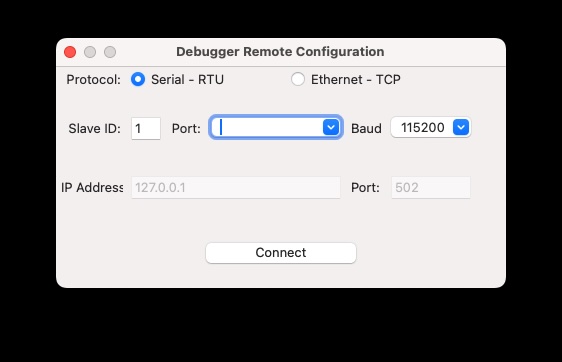 Debugger Remote Configuration
Protocol: Serial - RTU Ethernet - TCP
Slave ID: 1 Port: Baud 115200
IP Address 127.0.0.1 Port: 502
Connect